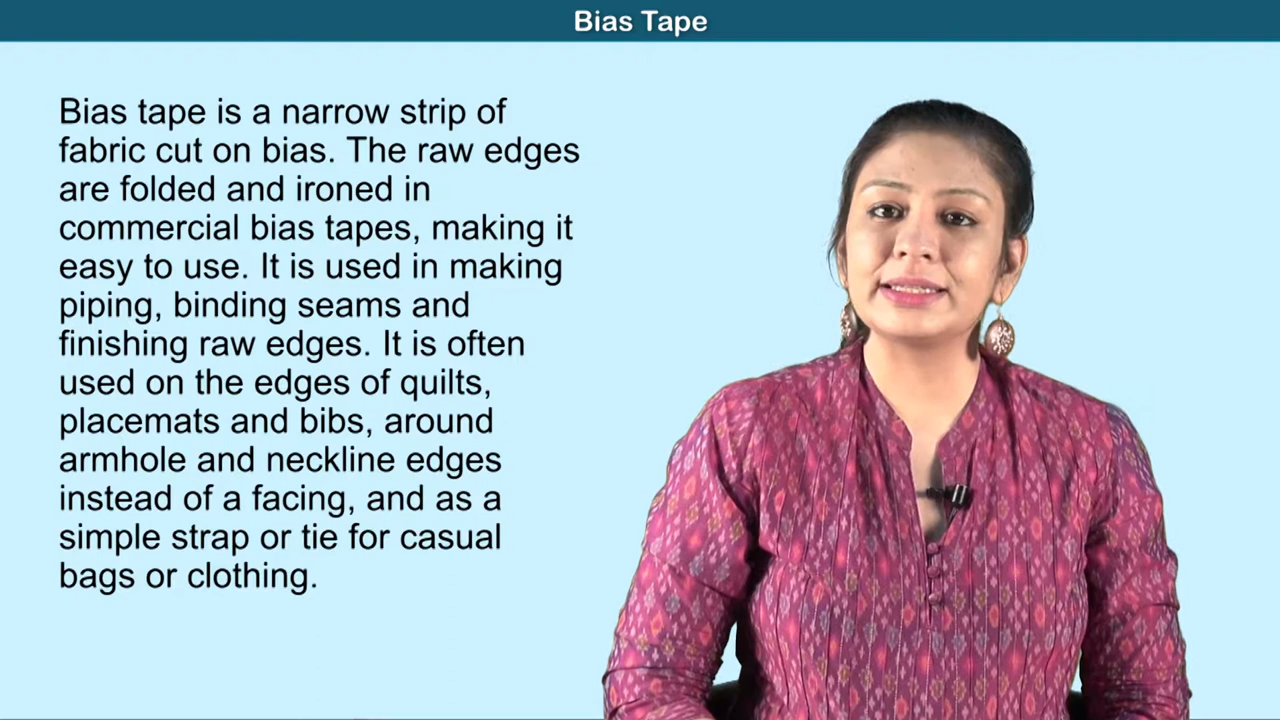 Bias Tape
Bias tape is a narrow strip of
fabric cut on bias. The raw edges
are folded and ironed in
commercial bias tapes, making it
easy to use. It is used in making
piping, binding seams and
finishing raw edges. It is often
used on the edges of quilts,
placemats and bibs, around
armhole and neckline edges
instead of a facing, and as a
simple strap or tie for casual
bags or clothing.